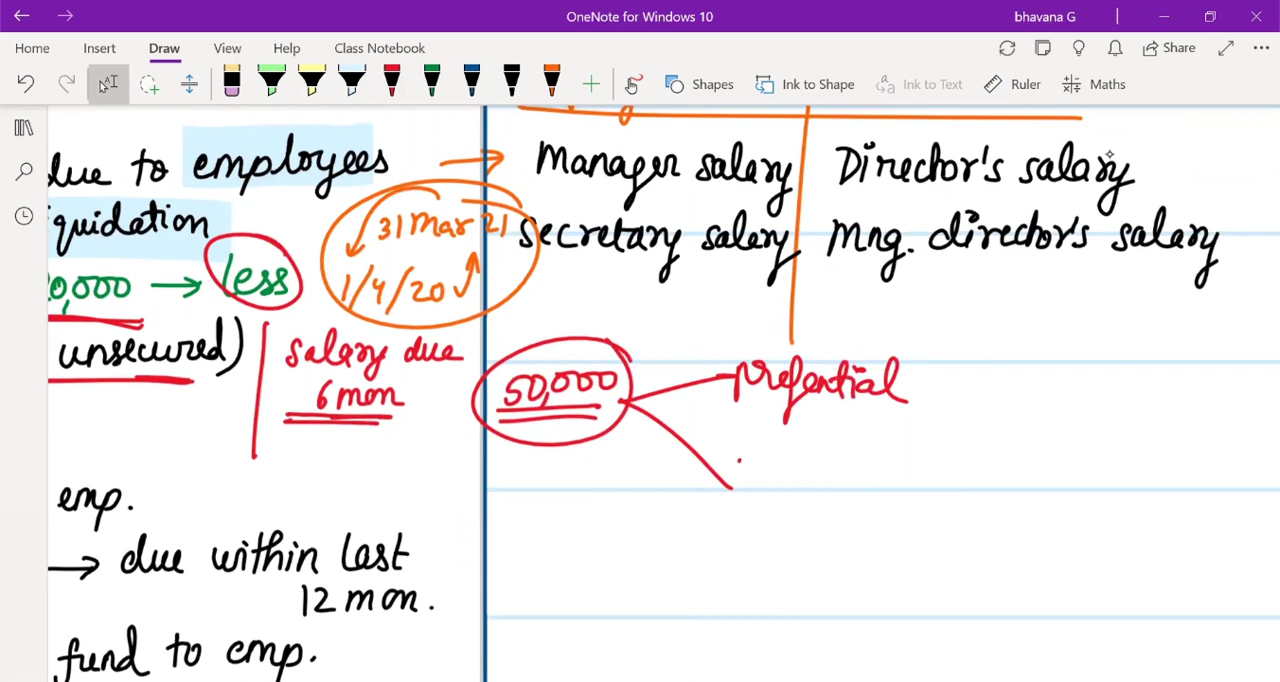 OneNote for Windows 10
bhavana G
Home Insert Draw View Help Class Notebook
Share
Shapes Ink to Shape Ink to Text Ruler Maths
due to employees → Manager salary Director's salary
31 Mar 21
iquidation secretary salary Mng. director's salary
0,000 → less 1/4/20
unsecured) salary due
6 mon
50,000 prefential
emp.
→ due within last
12 mon.
fund to emp.